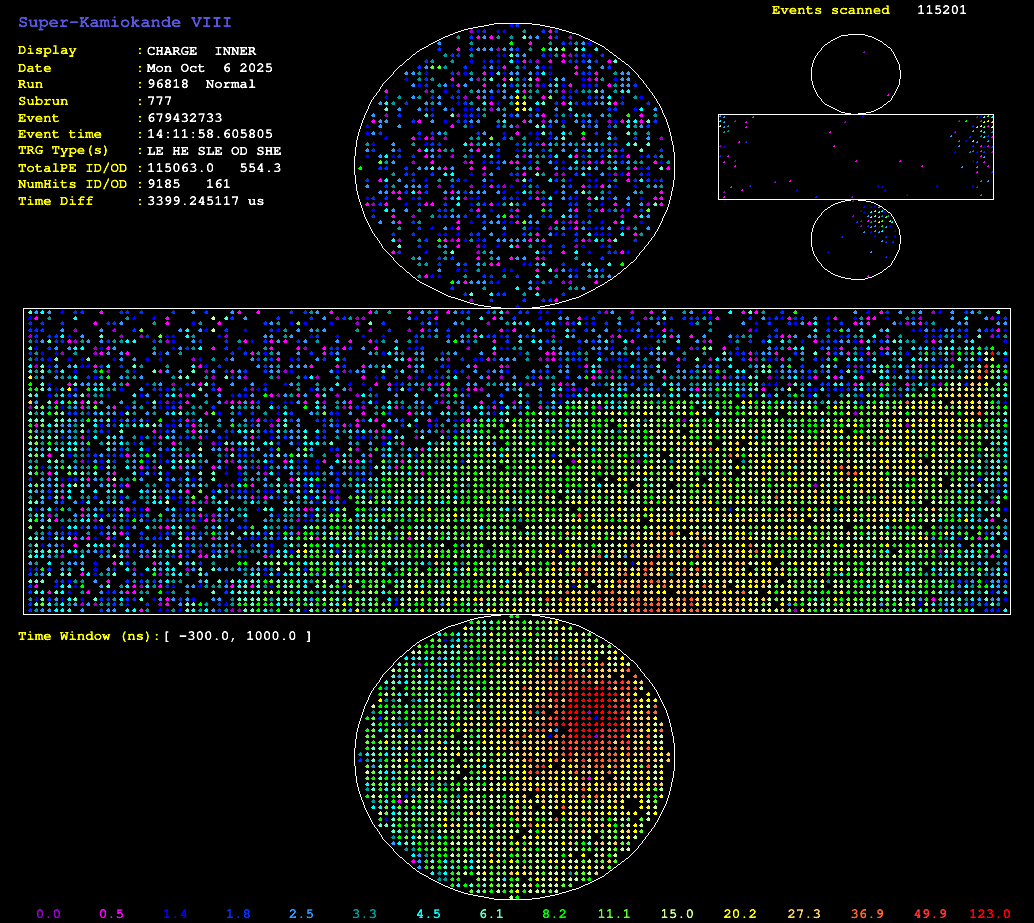 Super-Kamiokande VIII
Events scanned 115201
Display : CHARGE INNER
Date : Mon Oct 6 2025
Run : 96818 Normal
Subrun : 777
Event : 679432733
Event time : 14:11:58.605805
TRG Type(s) : LE HE SLE OD SHE
TotalPE ID/OD : 115063.0 554.3
NumHits ID/OD : 9185 161
Time Diff : 3399.245117 us
Time Window (ns):[ -300.0, 1000.0 ]
0.0 0.5 1.4 1.8 2.5 3.3 4.5 6.1 8.2 11.1 15.0 20.2 27.3 36.9 49.9 123.0